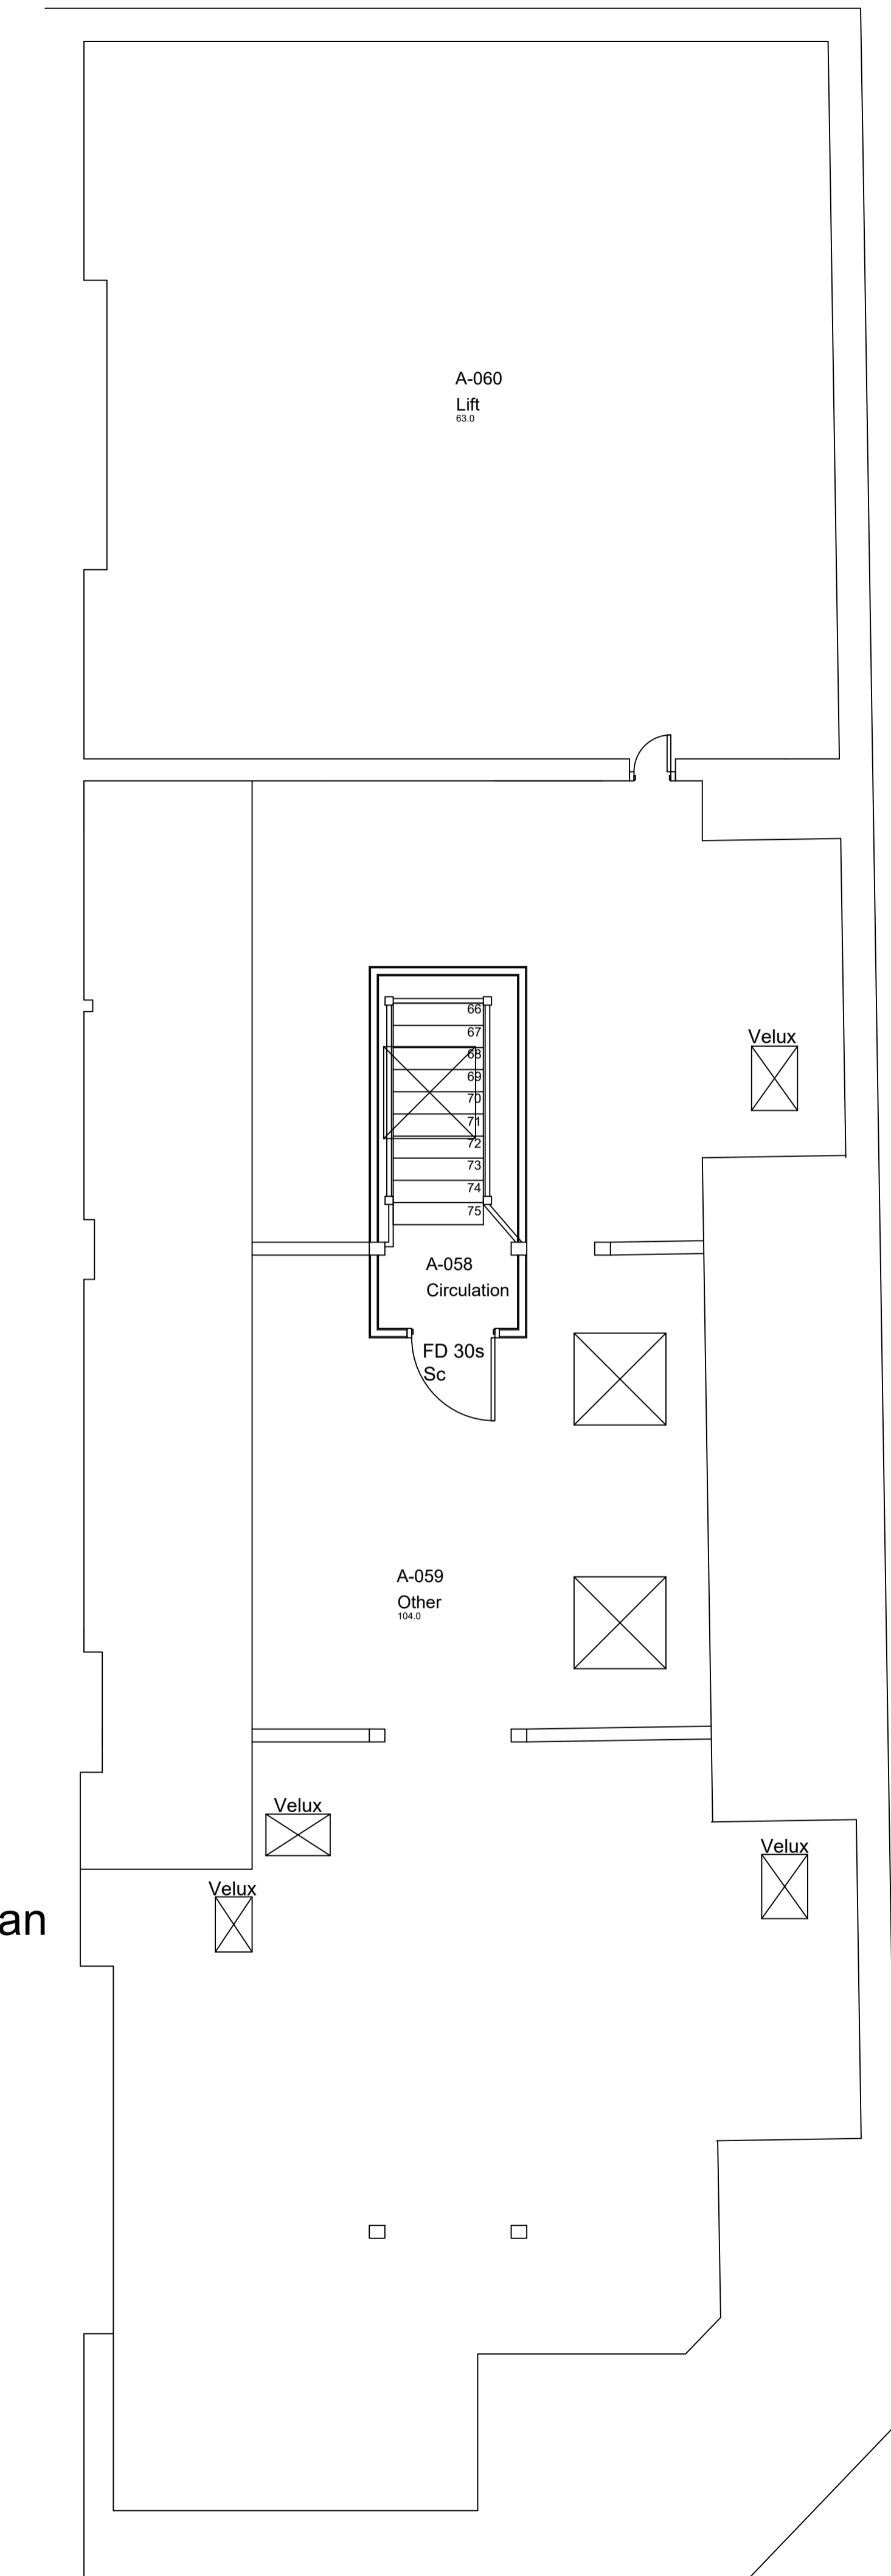 A-060
Lift
63.0
66
67
Velux
68
69
70
71
72
73
74
75
A-058
Circulation
FD 30s
Sc
A-059
Other
104.0
Velux
Velux
Velux
an